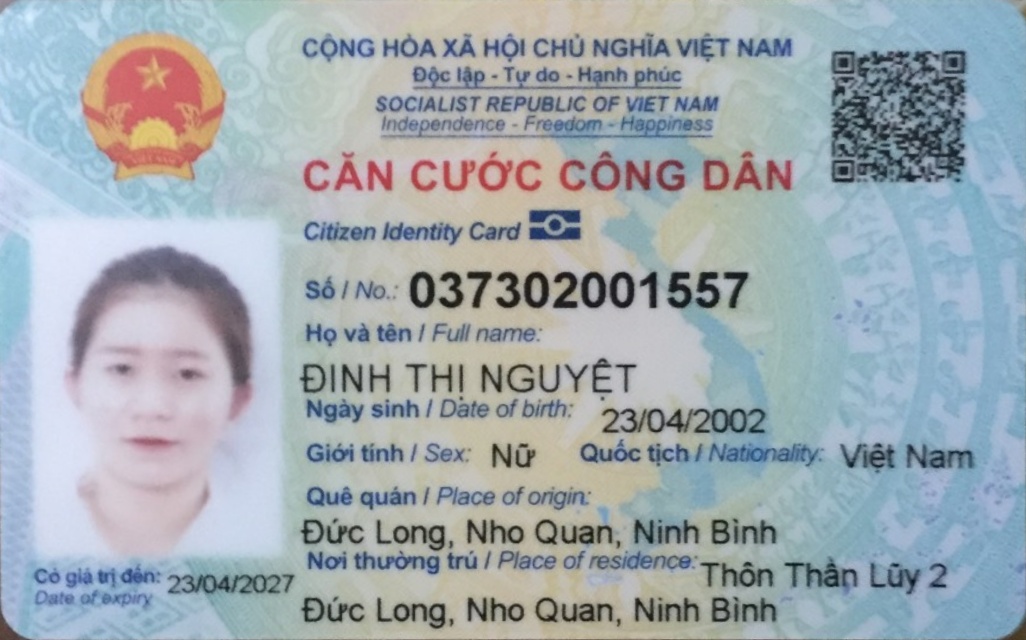 CỘNG HÒA XÃ HỘI CHỦ NGHĨA VIỆT NAM
Độc lập - Tự do - Hạnh phúc
SOCIALIST REPUBLIC OF VIET NAM
Independence - Freedom - Happiness
CĂN CƯỚC CÔNG DÂN
Citizen Identity Card
Số / No.: 037302001557
Họ và tên / Full name:
ĐINH THỊ NGUYỆT
Ngày sinh / Date of birth: 23/04/2002
Giới tính / Sex: Nữ Quốc tịch / Nationality: Việt Nam
Quê quán / Place of origin:
Đức Long, Nho Quan, Ninh Bình
Nơi thường trú / Place of residence: Thôn Thần Lũy 2
Đức Long, Nho Quan, Ninh Bình
Có giá trị đến: 23/04/2027
Date of expiry